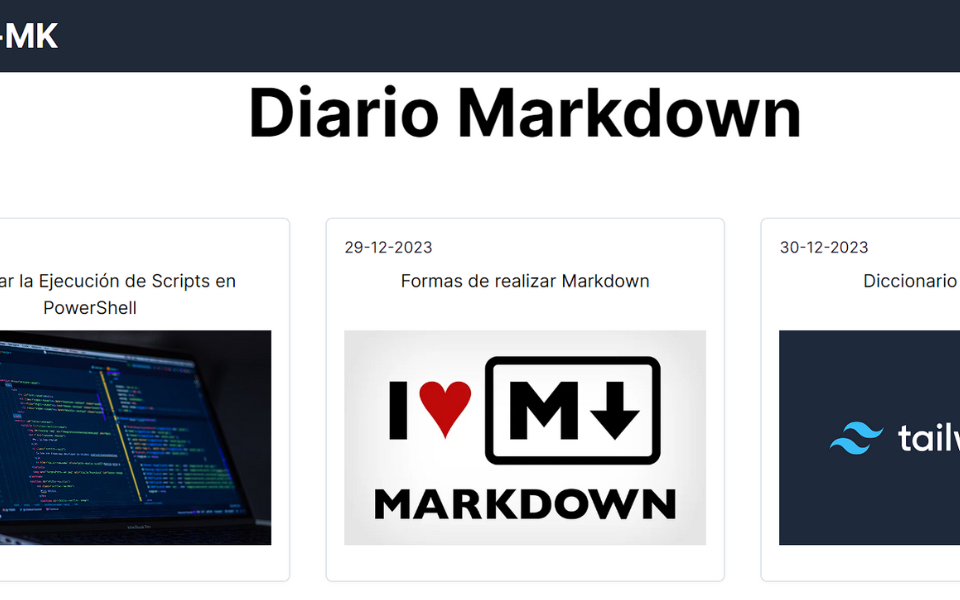 -MK
Diario Markdown
ar la Ejecución de Scripts en
PowerShell
29-12-2023
Formas de realizar Markdown
I ♥ M↓
MARKDOWN
30-12-2023
Diccionario
tailw